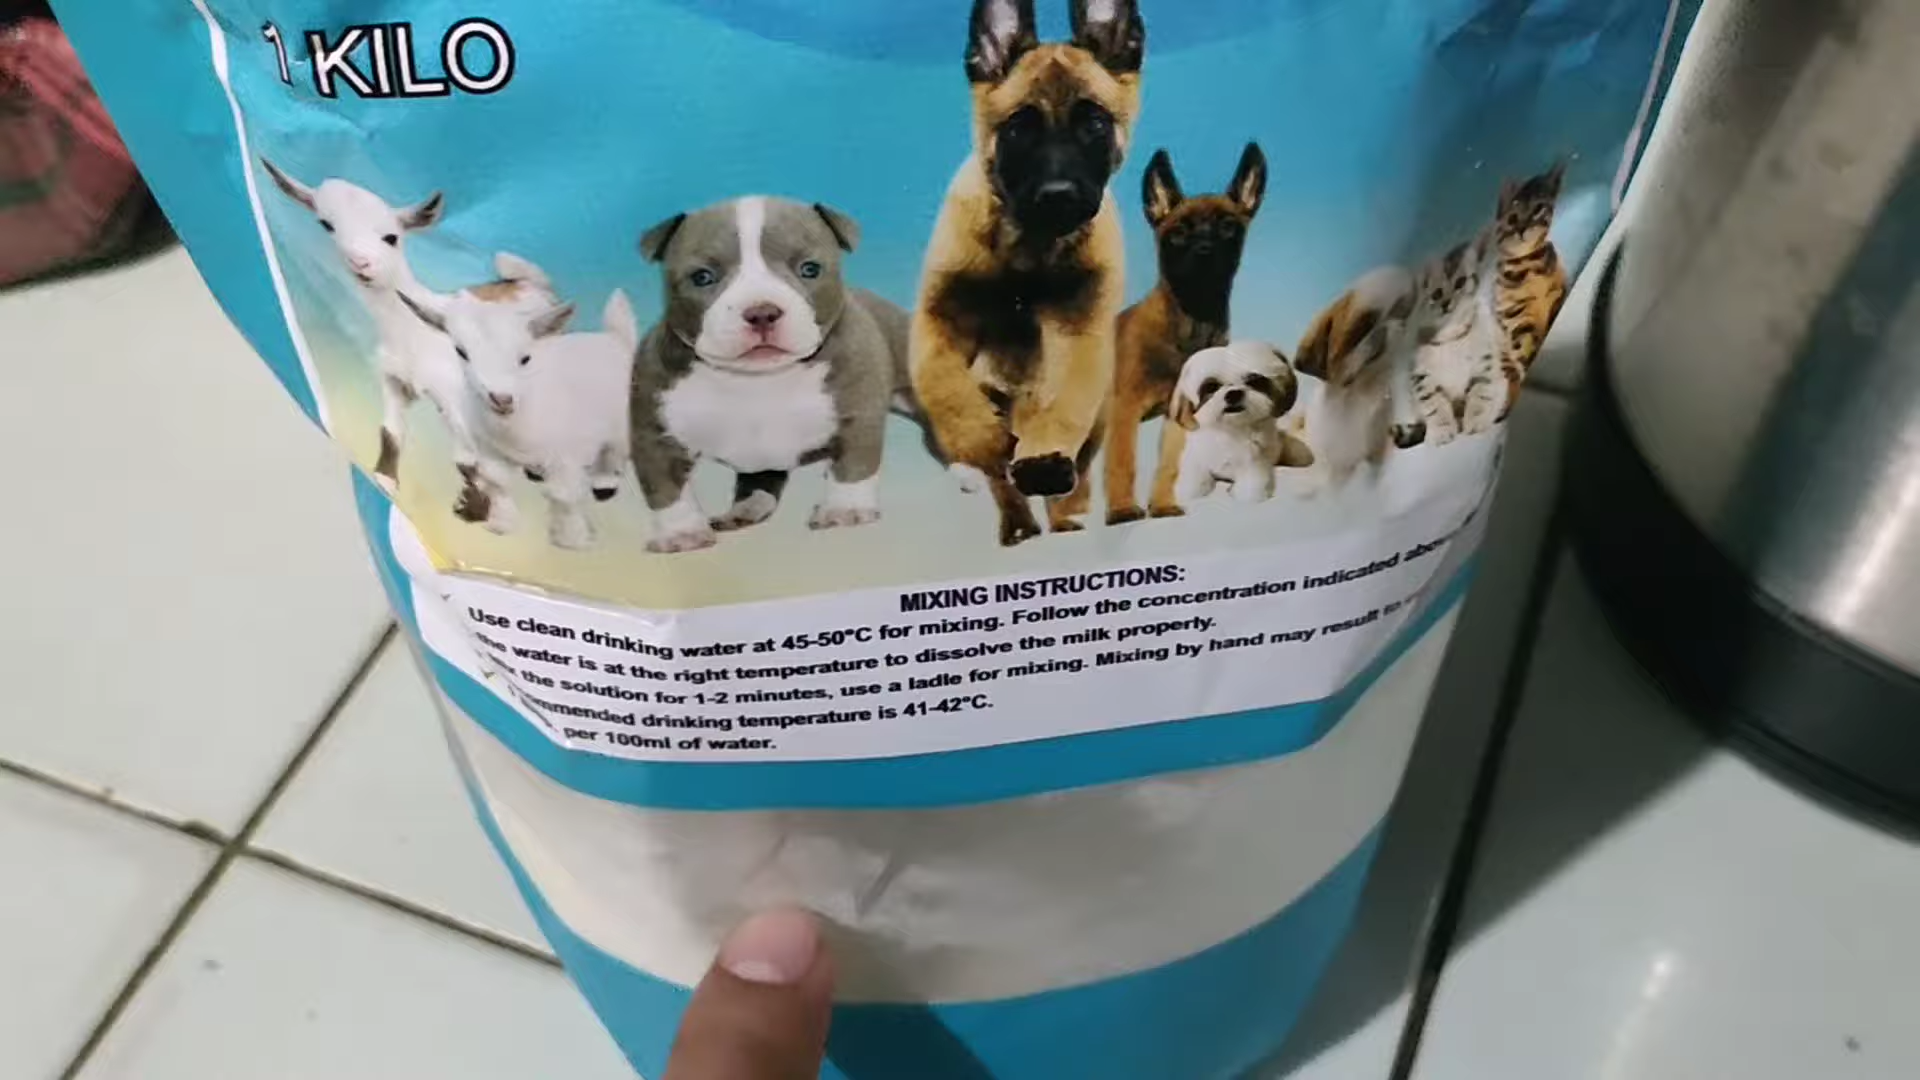 1 KILO
MIXING INSTRUCTIONS:
Use clean drinking water at 45-50°C for mixing. Follow the concentration indicated
water is at the right temperature to dissolve the milk properly.
the solution for 1-2 minutes, use a ladle for mixing. Mixing by hand may result to
drinking temperature is 41-42°C.
per 100ml of water.